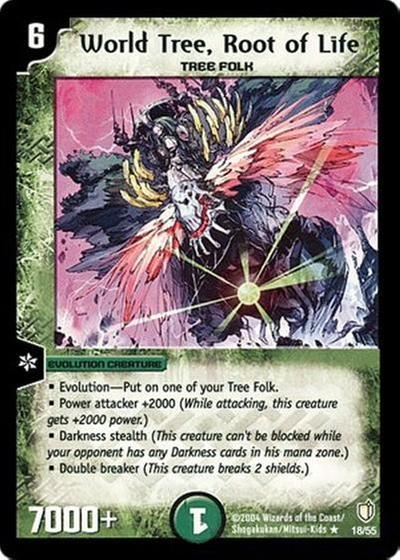 6
World Tree, Root of Life
TREE FOLK
EVOLUTION CREATURE
▪ Evolution—Put on one of your Tree Folk.
▪ Power attacker +2000 (While attacking, this creature
gets +2000 power.)
▪ Darkness stealth (This creature can't be blocked while
your opponent has any Darkness cards in his mana zone.)
▪ Double breaker (This creature breaks 2 shields.)
7000+
1
©2004 Wizards of the Coast/
Shogakukan/Mitsui-Kids ★ 18/55